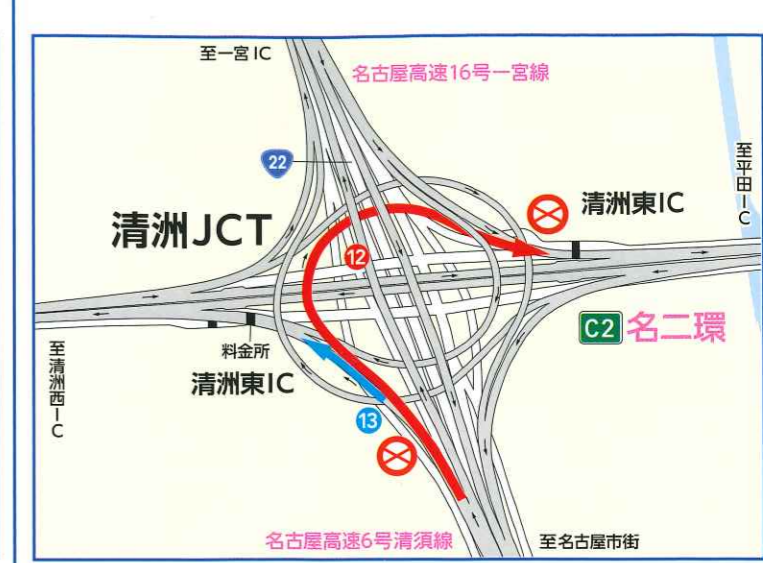 至一宮IC
名古屋高速16号一宮線
22
至平田IC
清洲東IC
清洲JCT
12
C2 名二環
料金所
至清洲西IC
清洲東IC
13
名古屋高速6号清須線
至名古屋市街